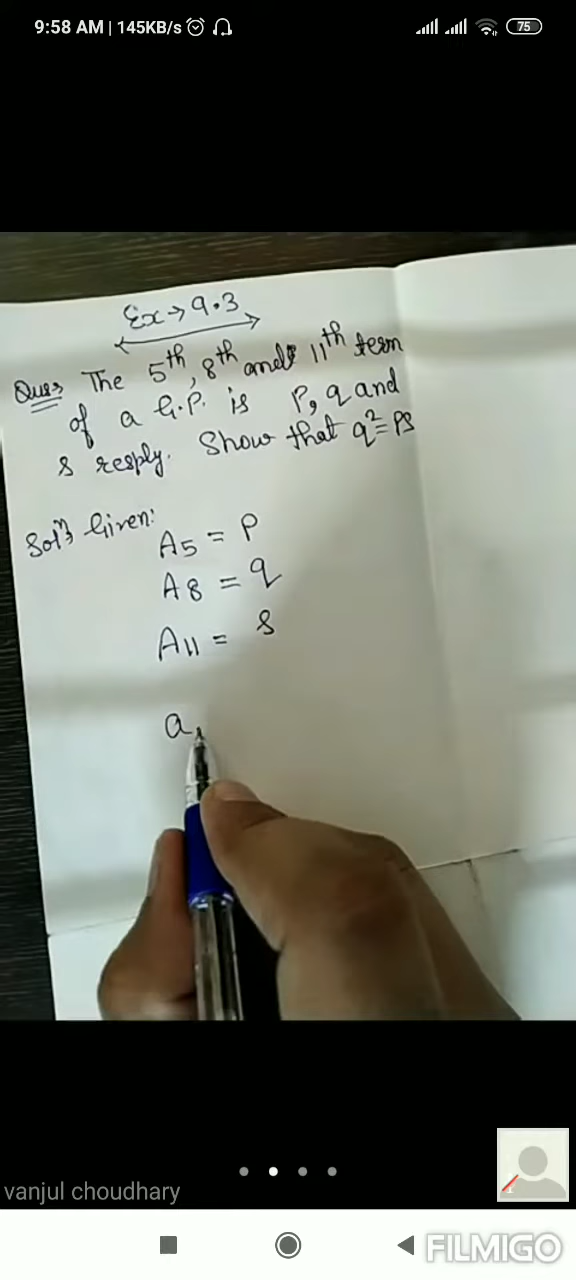 9:58 AM | 145KB/s
75
Ex → 9.3
Ques, The 5th, 8th and 11th term
of a G.P. is P, q and
s resply. Show that q²=Ps
Solⁿ, Given:
A5 = P
A8 = q
A11 = s
a
vanjul choudhary
FILMIGO